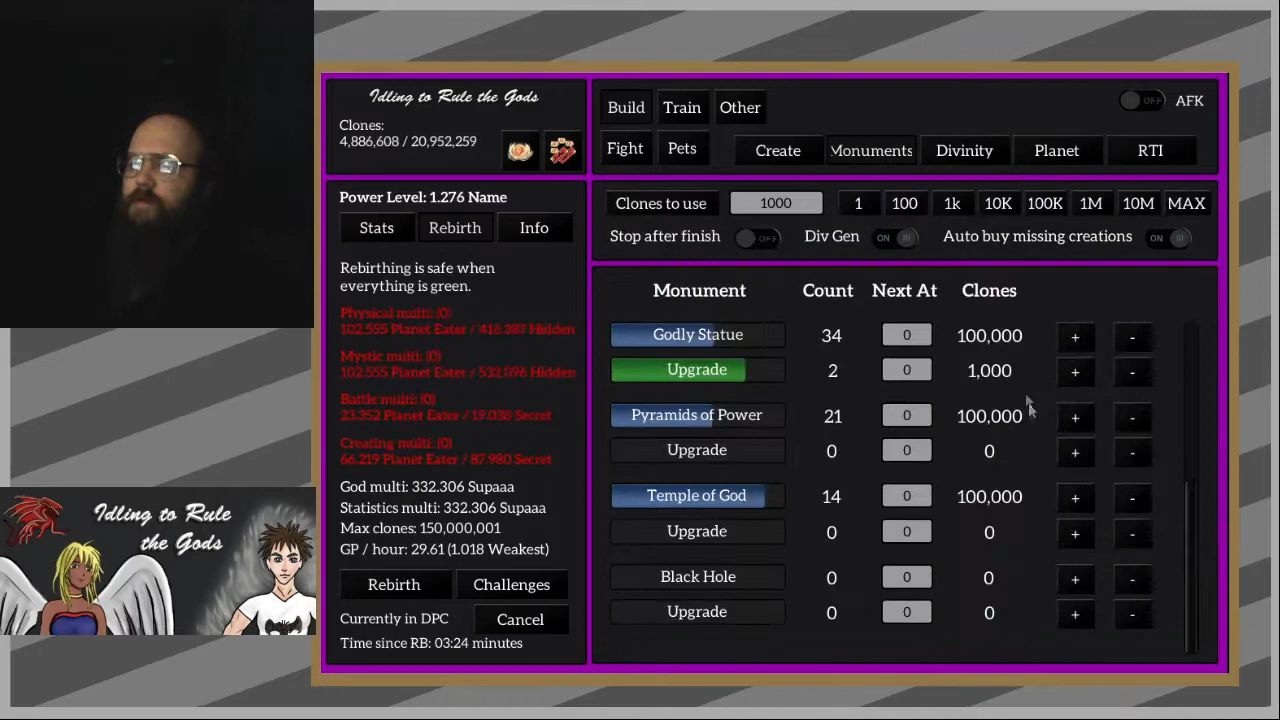 Idling to Rule the Gods
Clones:
4,886,608 / 20,952,259
Build
Train
Other
OFF
AFK
Fight
Pets
Create
Monuments
Divinity
Planet
RTI
Power Level: 1.276 Name
Stats
Rebirth
Info
Rebirthing is safe when
everything is green.
Physical multi: (0)
102.555 Planet Eater / 416.387 Hidden
Mystic multi: (0)
102.555 Planet Eater / 532.096 Hidden
Battle multi: (0)
23.352 Planet Eater / 19.038 Secret
Creating multi: (0)
66.219 Planet Eater / 87.980 Secret
God multi: 332.306 Supaaa
Statistics multi: 332.306 Supaaa
Max clones: 150,000,001
GP / hour: 29.61 (1.018 Weakest)
Rebirth
Challenges
Currently in DPC
Cancel
Time since RB: 03:24 minutes
Clones to use
1000
1
100
1k
10K
100K
1M
10M
MAX
Stop after finish
OFF
Div Gen
ON
Auto buy missing creations
ON
Monument
Count
Next At
Clones
Godly Statue
34
0
100,000
+
-
Upgrade
2
0
1,000
+
-
Pyramids of Power
21
0
100,000
+
-
Upgrade
0
0
0
+
-
Temple of God
14
0
100,000
+
-
Upgrade
0
0
0
+
-
Black Hole
0
0
0
+
-
Upgrade
0
0
0
+
-
Idling to Rule
the Gods